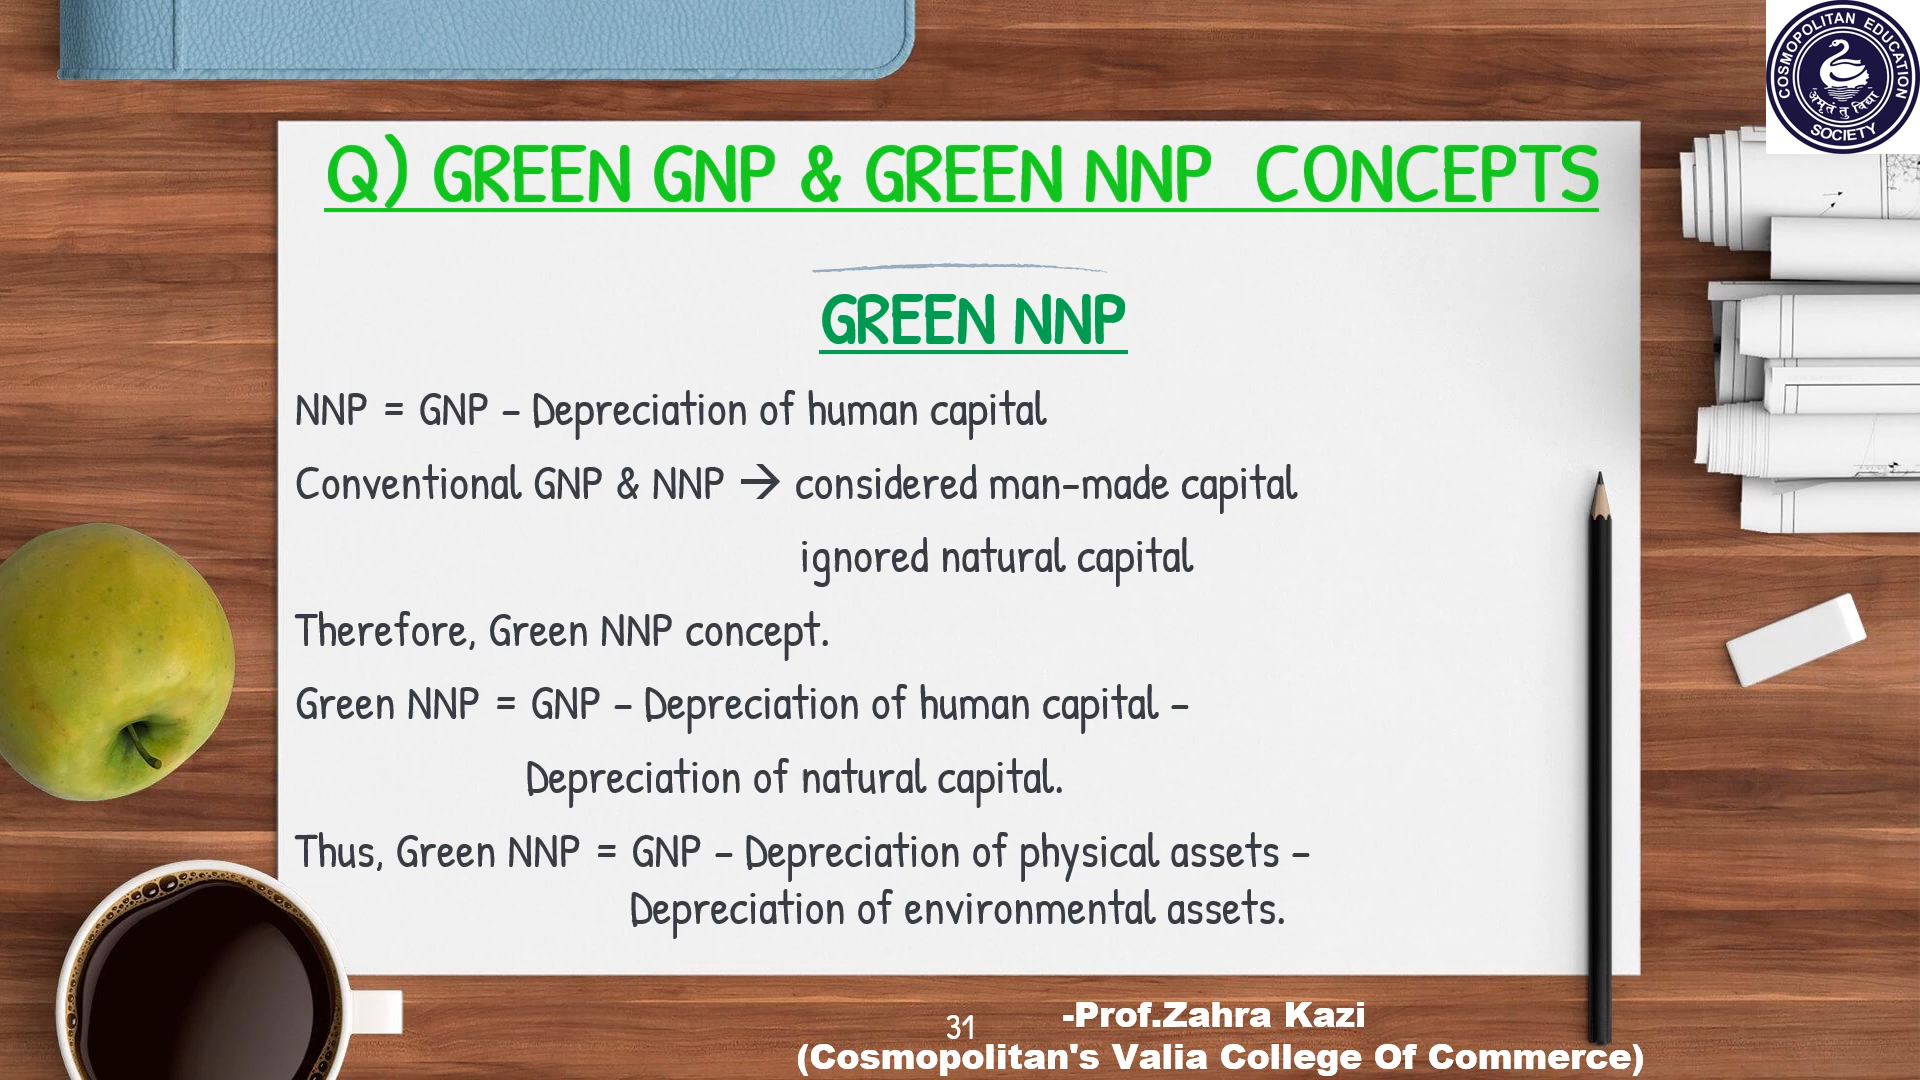 COSMOPOLITAN EDUCATION
अमृतं तु विद्या
SOCIETY
Q) GREEN GNP & GREEN NNP CONCEPTS
GREEN NNP
NNP = GNP – Depreciation of human capital
Conventional GNP & NNP → considered man-made capital
ignored natural capital
Therefore, Green NNP concept.
Green NNP = GNP – Depreciation of human capital –
Depreciation of natural capital.
Thus, Green NNP = GNP – Depreciation of physical assets –
Depreciation of environmental assets.
31
-Prof.Zahra Kazi
(Cosmopolitan's Valia College Of Commerce)